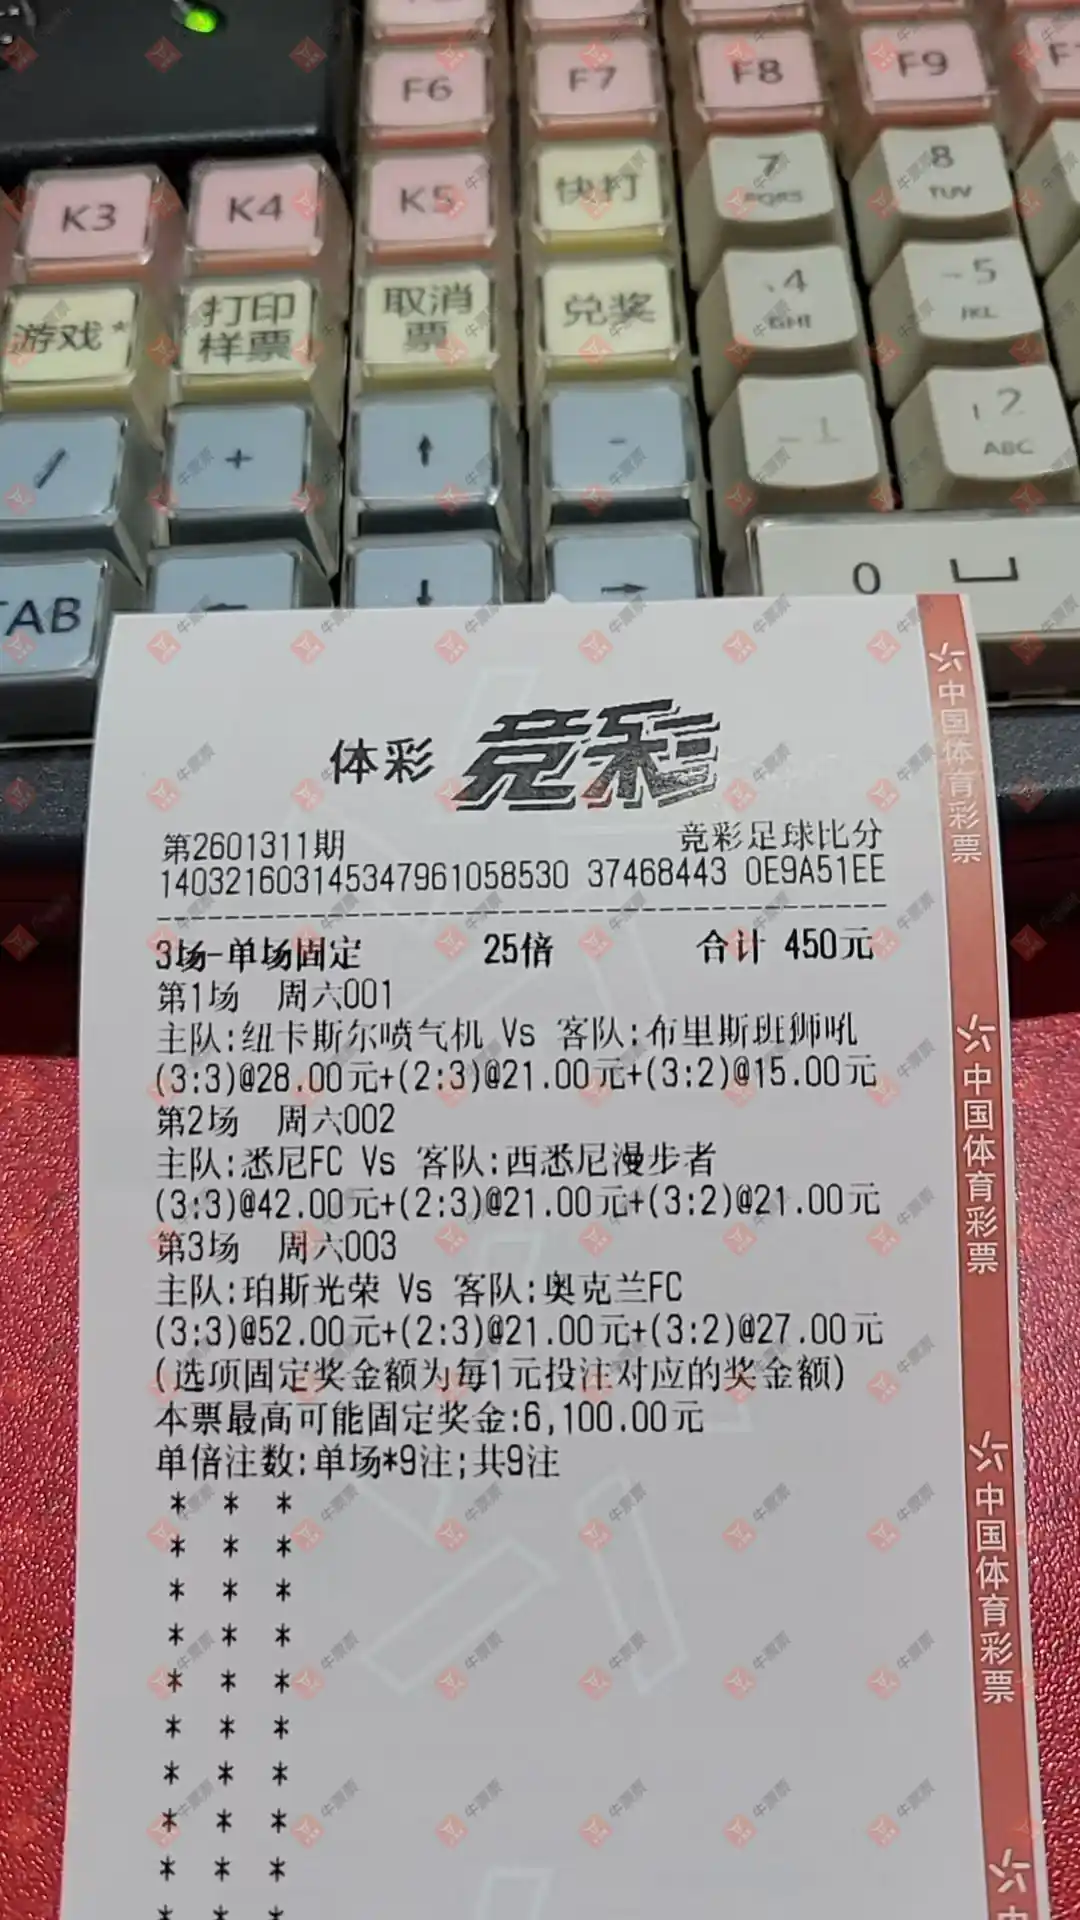 F6 F7 F8 F9
K3 K4 K5 快打 7 8
PQRS TUV
游戏* 打印样票 取消票 兑奖 4 5
GHI JKL
+ ↑ - 1 2
ABC
TAB ← ↓ → 0
体彩 竞彩
第2601311期 竞彩足球比分
140321603145347961058530 37468443 0E9A51EE
3场-单场固定 25倍 合计 450元
第1场 周六001
主队:纽卡斯尔喷气机 Vs 客队:布里斯班狮吼
(3:3)@28.00元+(2:3)@21.00元+(3:2)@15.00元
第2场 周六002
主队:悉尼FC Vs 客队:西悉尼漫步者
(3:3)@42.00元+(2:3)@21.00元+(3:2)@21.00元
第3场 周六003
主队:珀斯光荣 Vs 客队:奥克兰FC
(3:3)@52.00元+(2:3)@21.00元+(3:2)@27.00元
(选项固定奖金额为每1元投注对应的奖金额)
本票最高可能固定奖金:6,100.00元
单倍注数:单场*9注;共9注
* * *
* * *
* * *
* * *
* * *
* * *
* * *
* * *
* * *
* * *
中国体育彩票
中国体育彩票
中国体育彩票
中